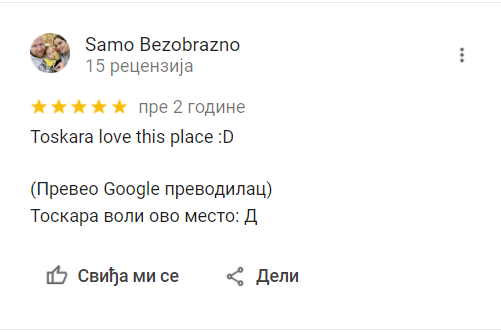 Samo Bezobrazno
15 рецензија
пре 2 године
Toskara love this place :D
(Превео Google преводилац)
Тоскара воли ово место: Д
Свиђа ми се
Дели